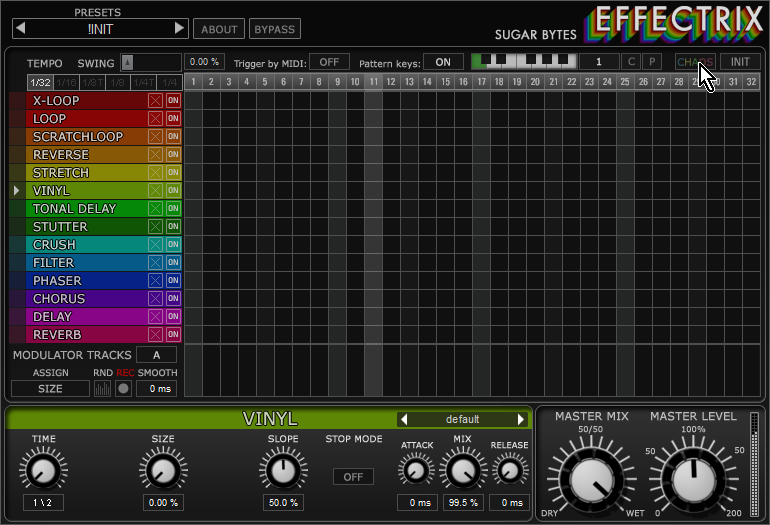 PRESETS
!INIT
ABOUT
BYPASS
SUGAR BYTES
EFFECTRIX
TEMPO
SWING
0.00 %
Trigger by MIDI:
OFF
Pattern keys:
ON
1
C
P
INIT
1/32
1/16
1/8T
1/8
1/4T
1/4
1 2 3 4 5 6 7 8 9 10 11 12 13 14 15 16 17 18 19 20 21 22 23 24 25 26 27 28 29 30 31 32
X-LOOP ON
LOOP ON
SCRATCHLOOP ON
REVERSE ON
STRETCH ON
VINYL ON
TONAL DELAY ON
STUTTER ON
CRUSH ON
FILTER ON
PHASER ON
CHORUS ON
DELAY ON
REVERB ON
MODULATOR TRACKS A
ASSIGN RND REC SMOOTH
SIZE 0 ms
VINYL
default
TIME
1 \ 2
SIZE
0.00 %
SLOPE
50.0 %
STOP MODE
OFF
ATTACK
0 ms
MIX
99.5 %
RELEASE
0 ms
MASTER MIX
50/50
DRY
WET
MASTER LEVEL
100%
50
50
0
200